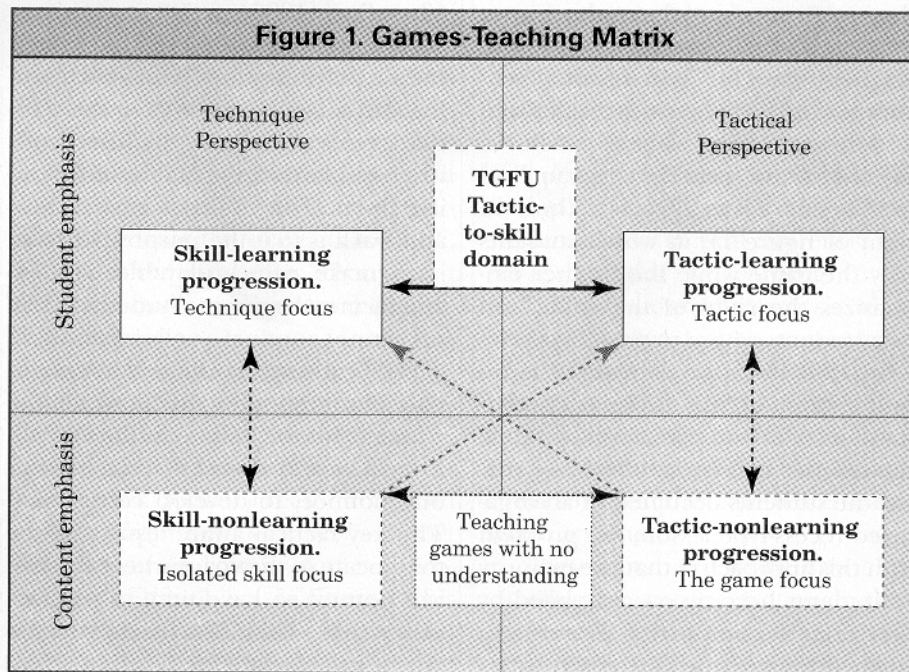 Figure 1. Games-Teaching Matrix
Technique
Perspective
Tactical
Perspective
Student emphasis
TGFU
Tactic-
to-skill
domain
Skill-learning
progression.
Technique focus
Tactic-learning
progression.
Tactic focus
Content emphasis
Skill-nonlearning
progression.
Isolated skill focus
Teaching
games with no
understanding
Tactic-nonlearning
progression.
The game focus